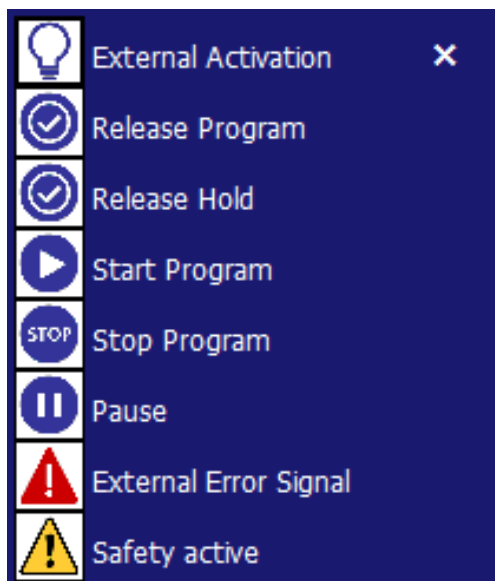 External Activation
Release Program
Release Hold
Start Program
STOP Stop Program
Pause
External Error Signal
Safety active